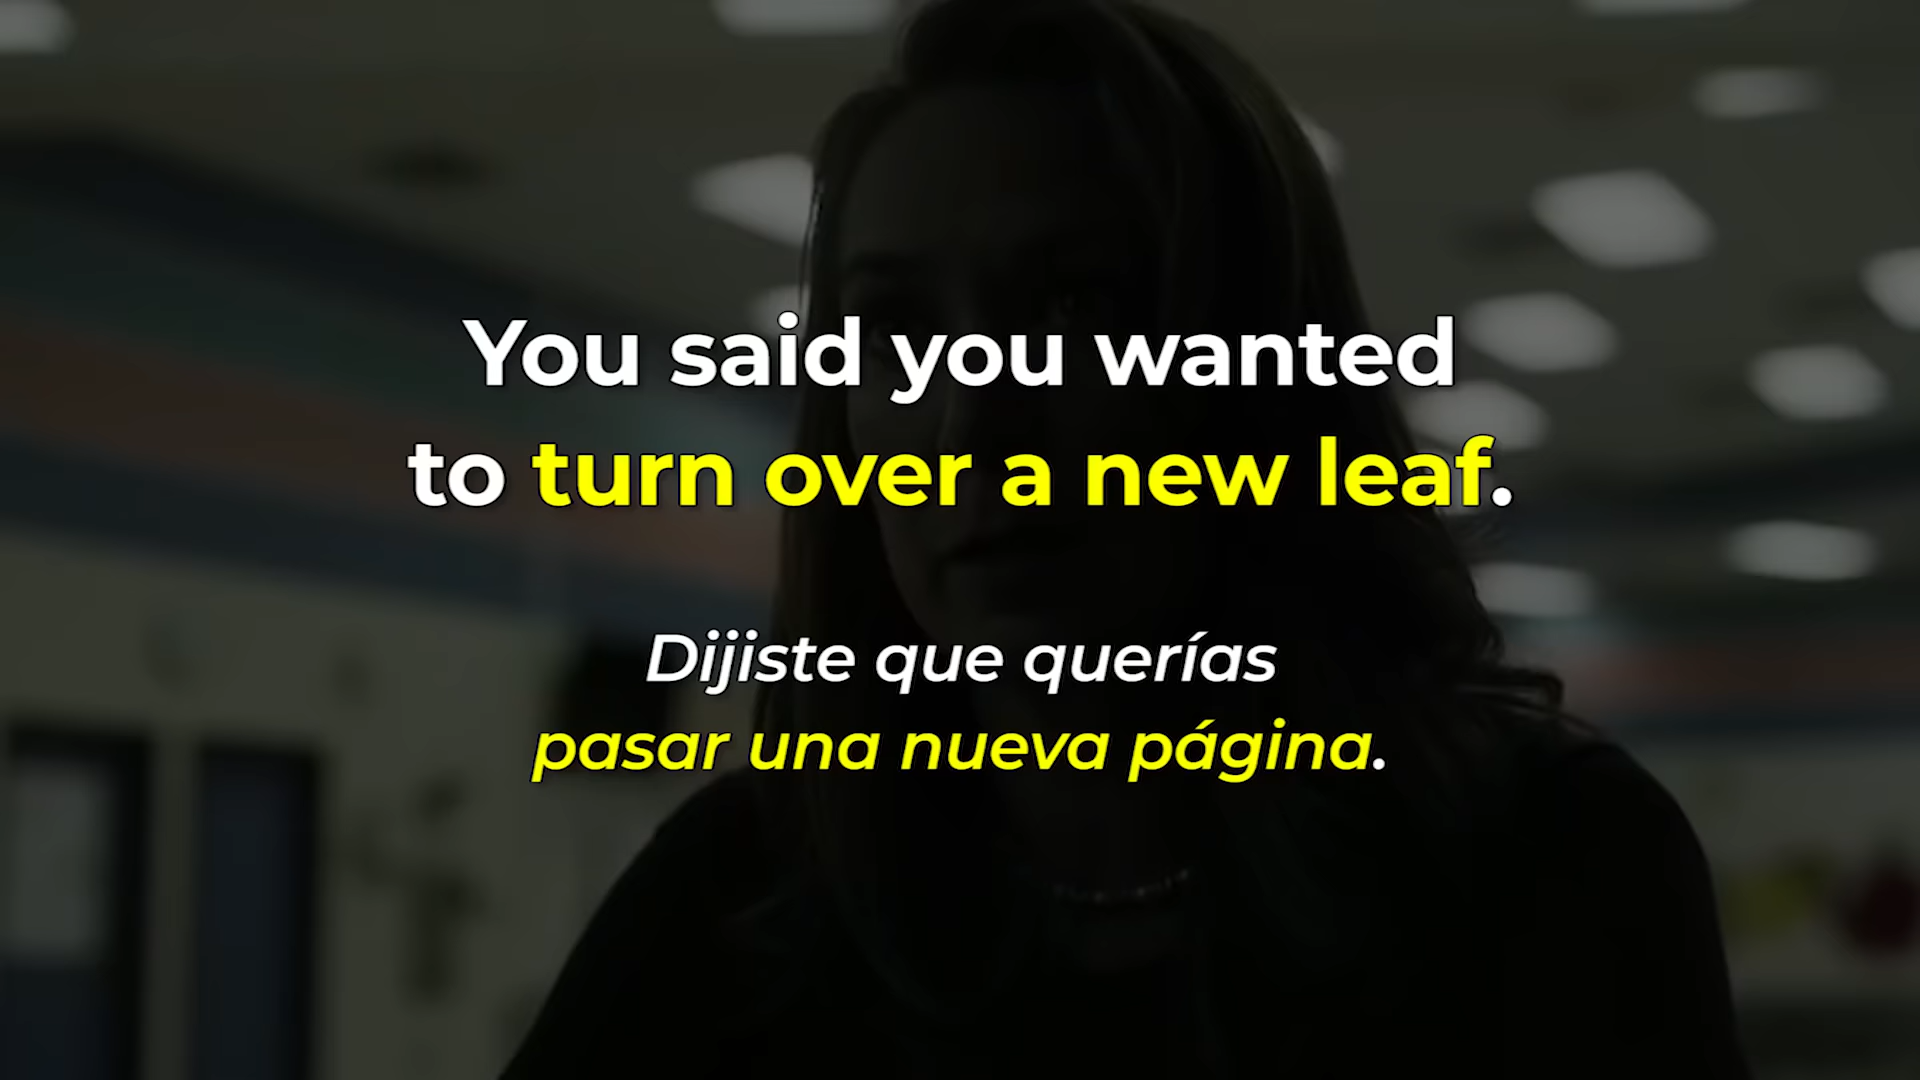 You said you wanted
to turn over a new leaf.
Dijiste que querías
pasar una nueva página.